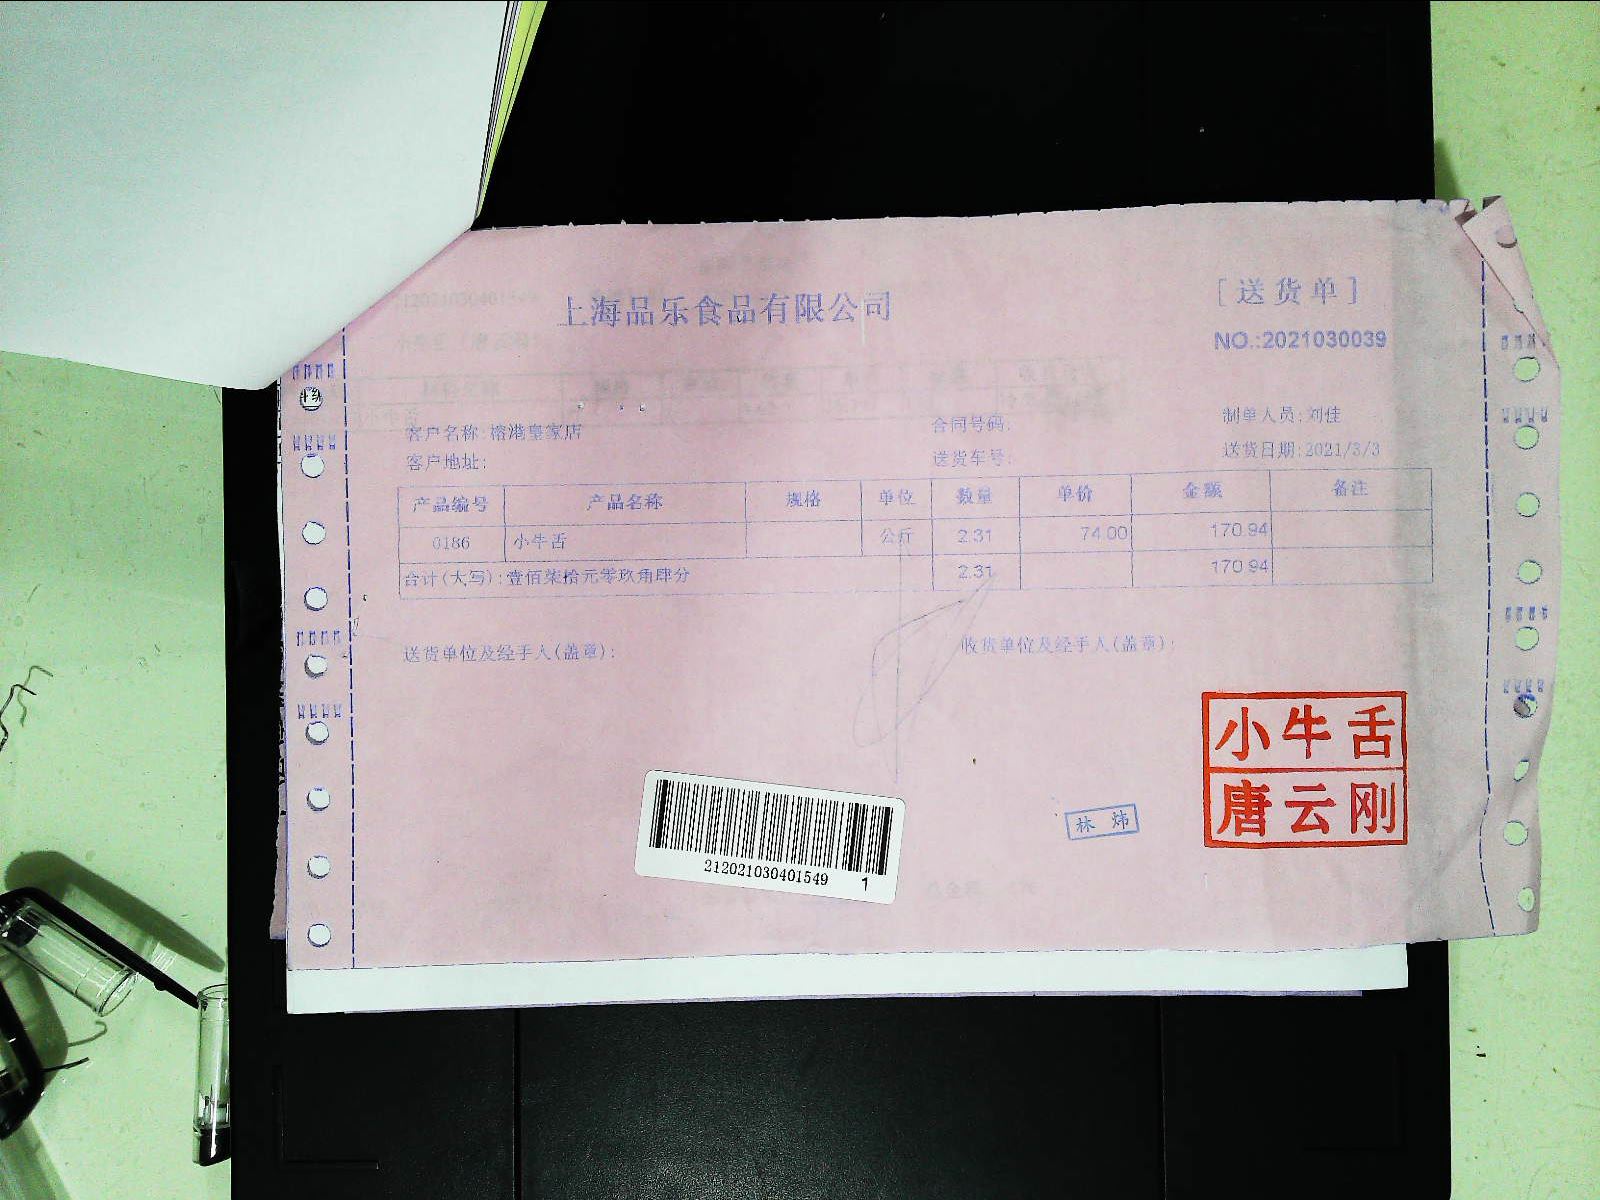 上海品乐食品有限公司
[送货单]
NO.:2021030039
客户名称:榕港皇家店
合同号码:
制单人员:刘佳
客户地址:
送货车号:
送货日期:2021/3/3
产品编号 产品名称 规格 单位 数量 单价 金额 备注
0186 小牛舌 公斤 2.31 74.00 170.94
合计(大写):壹佰柒拾元零玖角肆分 2.31 170.94
送货单位及经手人(盖章):
收货单位及经手人(盖章):
小牛舌
唐云刚
林炜
212021030401549 1